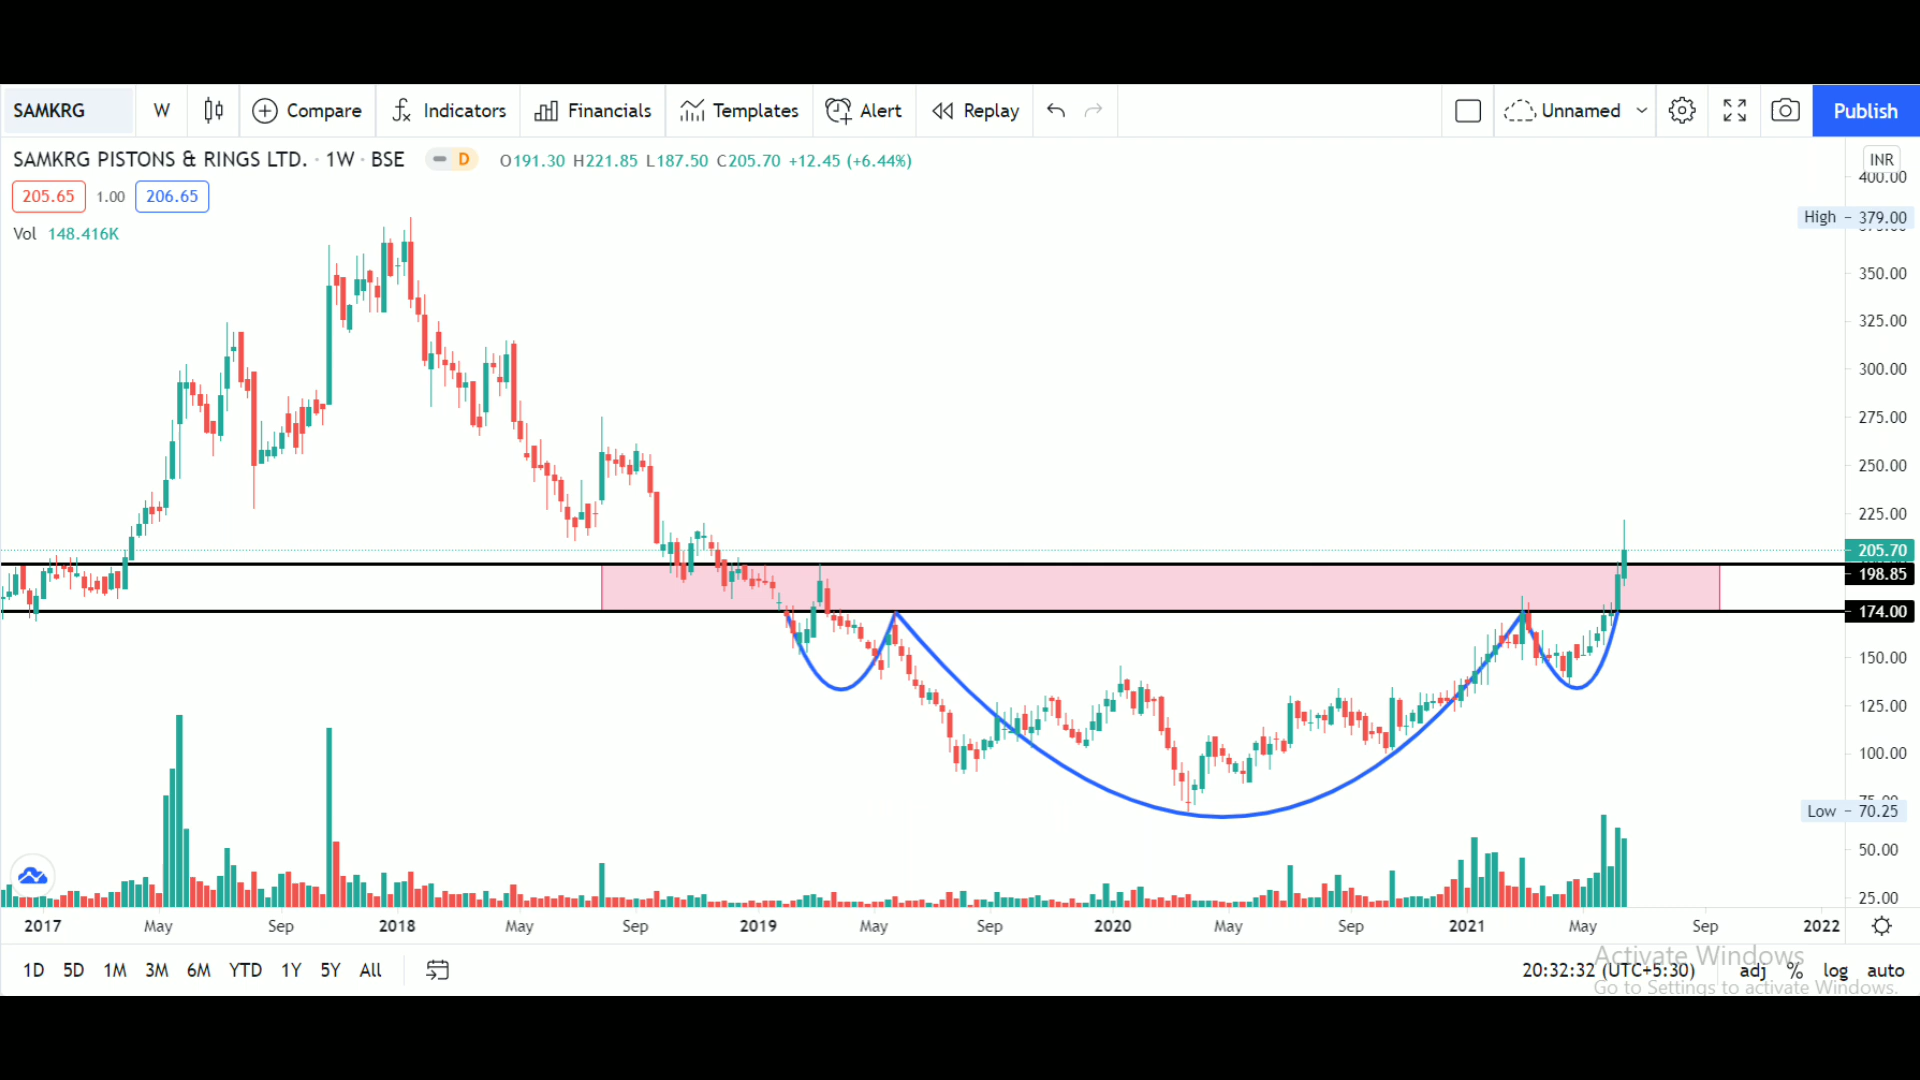 SAMKRG W Compare Indicators Financials Templates Alert Replay Unnamed Publish
SAMKRG PISTONS & RINGS LTD. · 1W · BSE D O191.30 H221.85 L187.50 C205.70 +12.45 (+6.44%) INR
205.65 1.00 206.65
Vol 148.416K
400.00
High 379.00
350.00
325.00
300.00
275.00
250.00
225.00
205.70
198.85
174.00
150.00
125.00
100.00
Low 70.25
50.00
25.00
2017 May Sep 2018 May Sep 2019 May Sep 2020 May Sep 2021 May Sep 2022
1D 5D 1M 3M 6M YTD 1Y 5Y All 20:32:32 (UTC+5:30) adj % log auto
Activate Windows
Go to Settings to activate Windows.